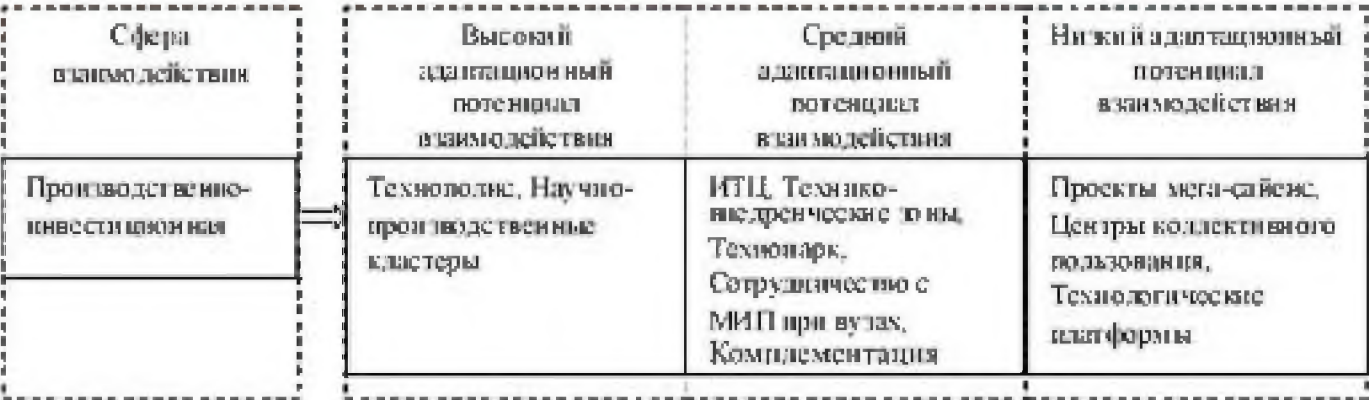 Сфера
взаимодействия
Высокий
адаптационный
потенциал
взаимодействия
Средний
адаптационный
потенциал
взаимодействия
Низкий адаптационный
потенциал
взаимодействия
Производственно-
инвестиционная
Технополис, Научно-
производственные
кластеры
ИТЦ, Технико-
внедренческие зоны,
Технопарк,
Сотрудничество с
МИП при вузах,
Комплементация
Проекты мега-сайенс,
Центры коллективного
пользования,
Технологические
платформы